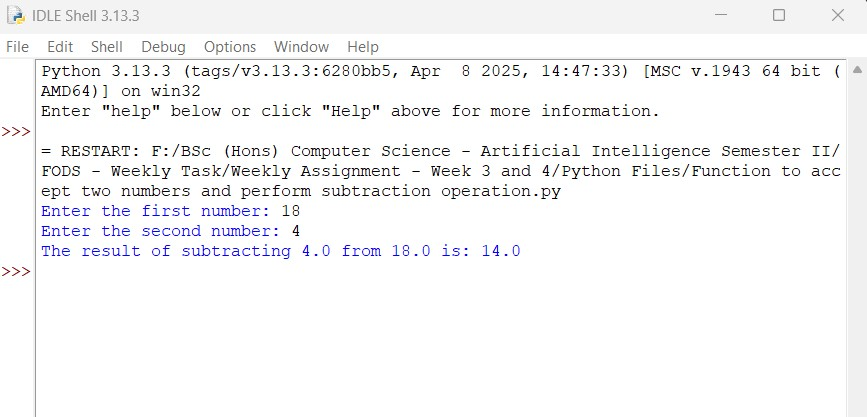 IDLE Shell 3.13.3
File Edit Shell Debug Options Window Help
Python 3.13.3 (tags/v3.13.3:6280bb5, Apr  8 2025, 14:47:33) [MSC v.1943 64 bit (
AMD64)] on win32
Enter "help" below or click "Help" above for more information.
>>>
= RESTART: F:/BSc (Hons) Computer Science - Artificial Intelligence Semester II/
FODS - Weekly Task/Weekly Assignment - Week 3 and 4/Python Files/Function to acc
ept two numbers and perform subtraction operation.py
Enter the first number: 18
Enter the second number: 4
The result of subtracting 4.0 from 18.0 is: 14.0
>>>